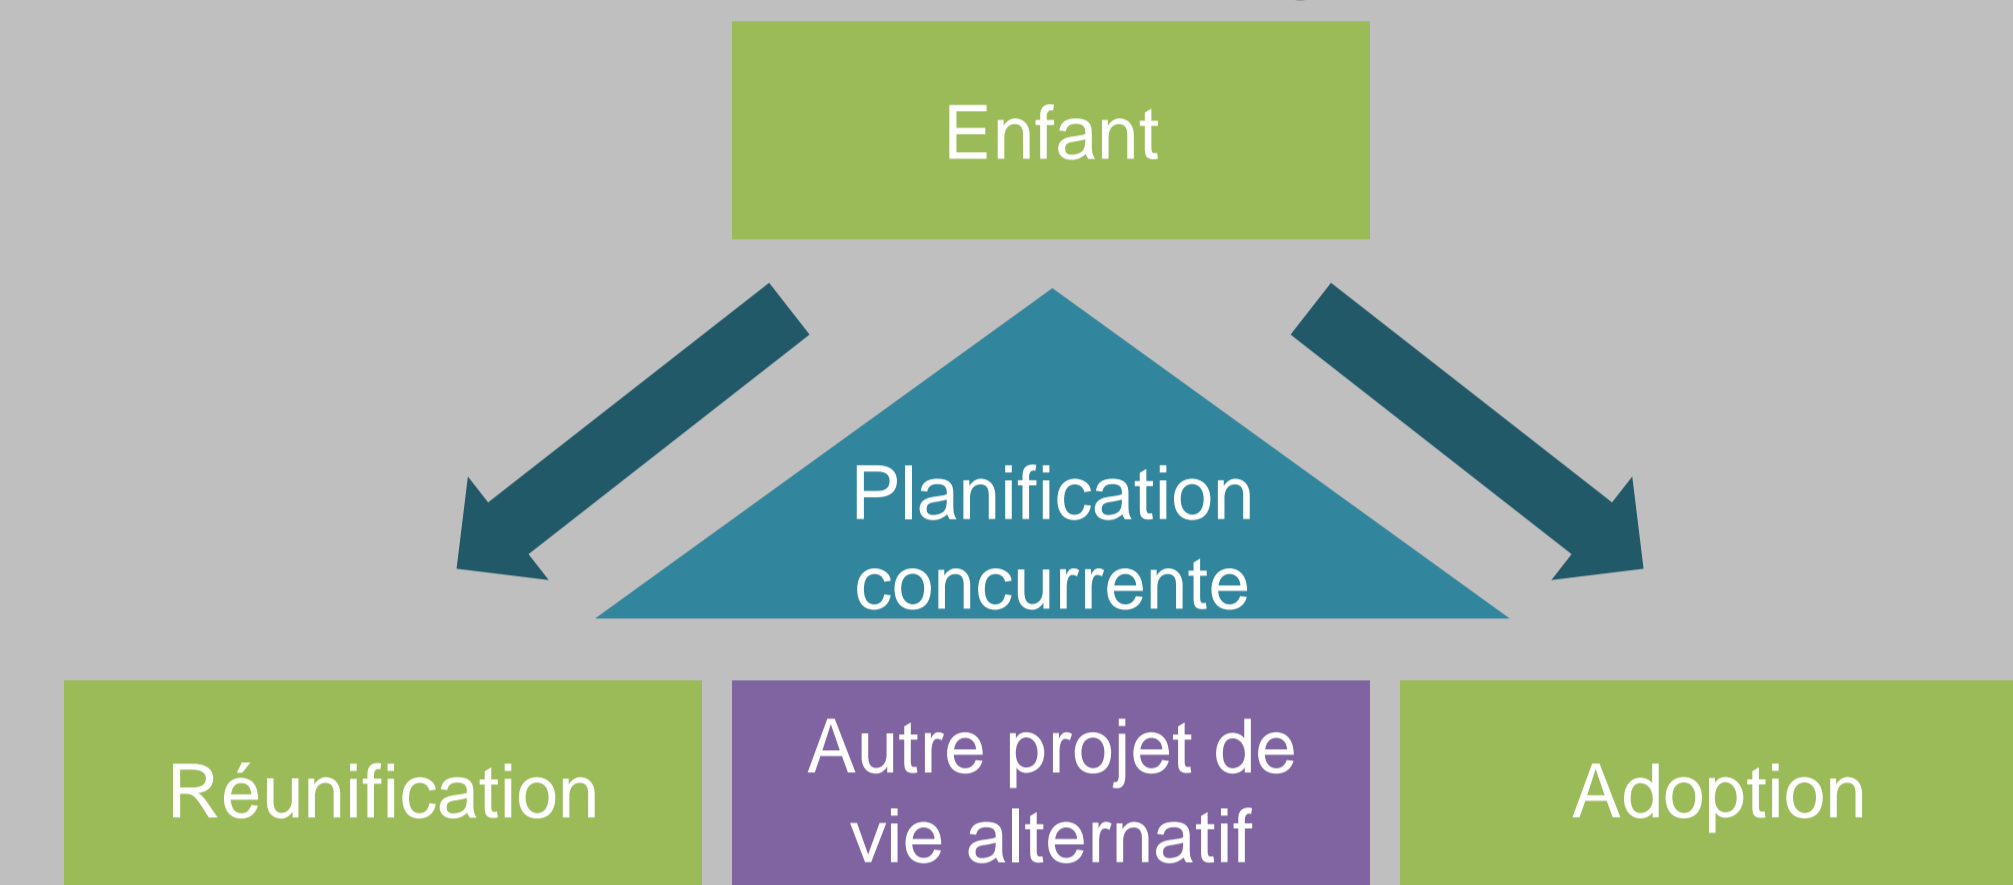 Enfant
Planification
concurrente
Réunification
Autre projet de
vie alternatif
Adoption